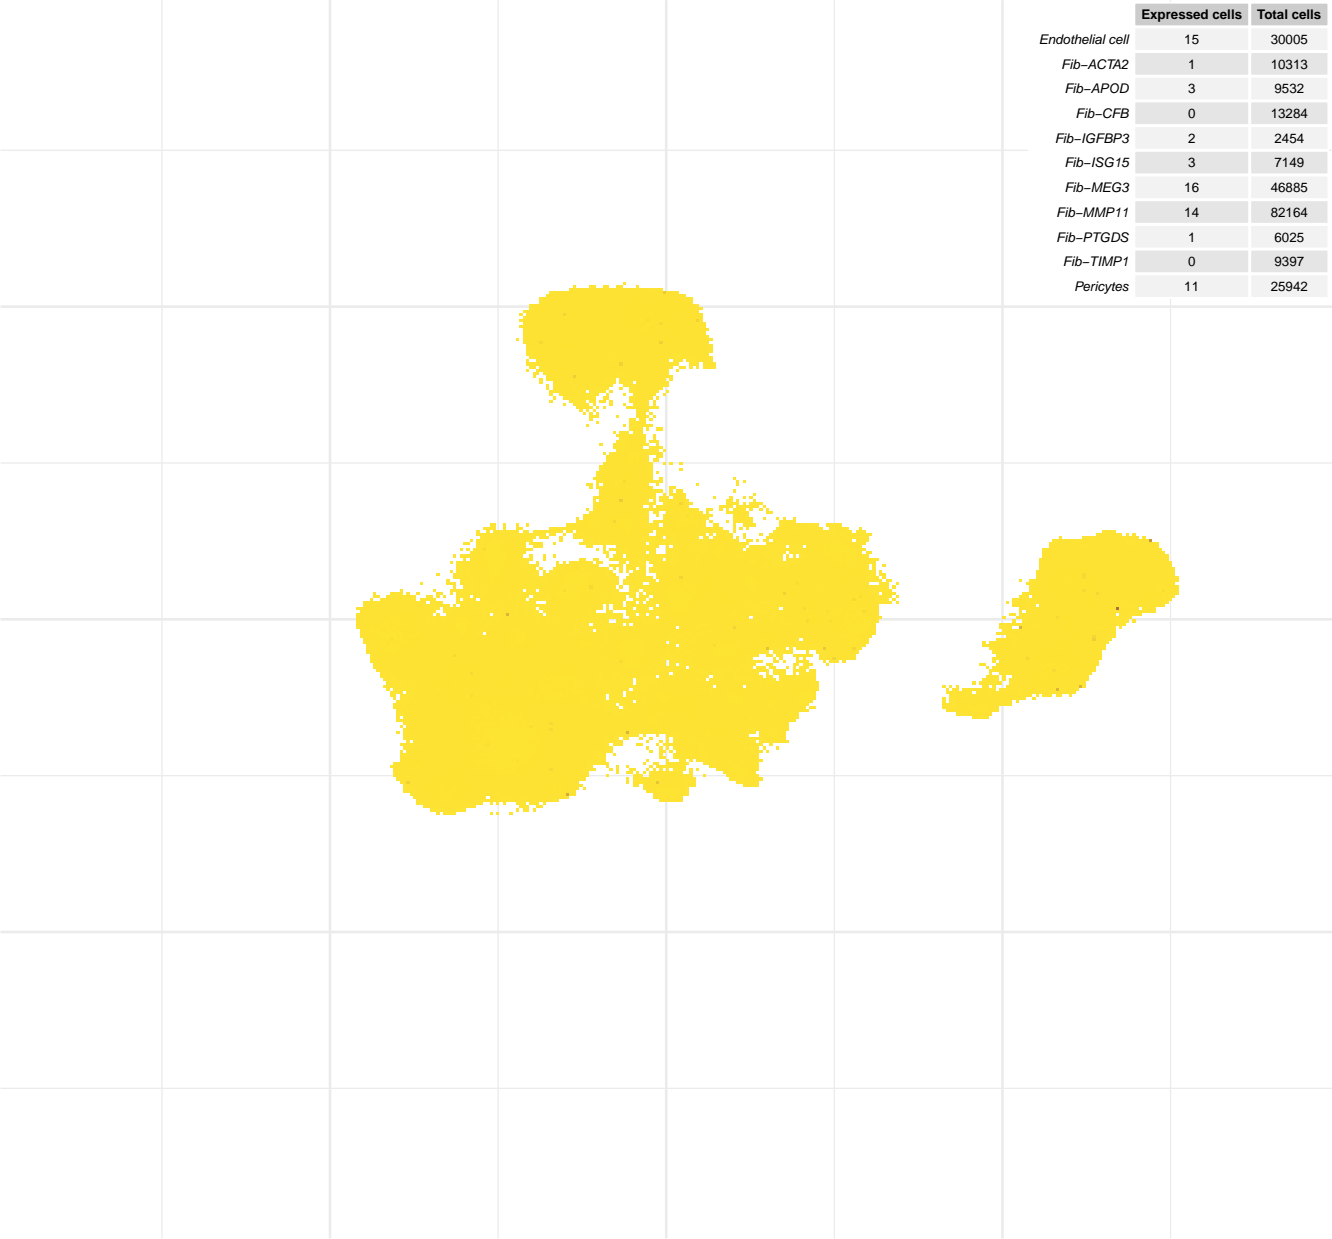 Expressed cells Total cells
Endothelial cell 15 30005
Fib−ACTA2 1 10313
Fib−APOD 3 9532
Fib−CFB 0 13284
Fib−IGFBP3 2 2454
Fib−ISG15 3 7149
Fib−MEG3 16 46885
Fib−MMP11 14 82164
Fib−PTGDS 1 6025
Fib−TIMP1 0 9397
Pericytes 11 25942